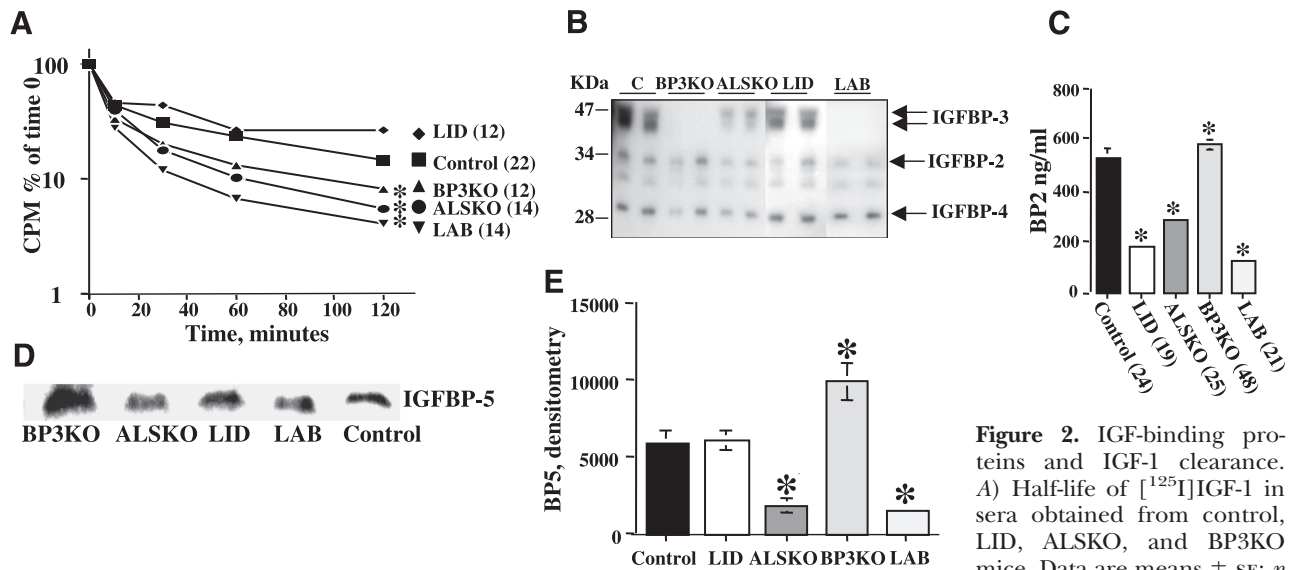 A
100
10
1
CPM % of time 0
0 20 40 60 80 100 120
Time, minutes
LID (12)
Control (22)
* BP3KO (12)
* ALSKO (14)
* LAB (14)
B
KDa
C BP3KO ALSKO LID LAB
47
34
28
IGFBP-3
IGFBP-2
IGFBP-4
C
800
600
400
200
0
BP2 ng/ml
* * * *
Control (24)
LID (19)
ALSKO (25)
BP3KO (48)
LAB (21)
D
IGFBP-5
BP3KO ALSKO LID LAB Control
E
15000
10000
5000
0
BP5, densitometry
* * *
Control LID ALSKO BP3KO LAB
Figure 2. IGF-binding pro-
teins and IGF-1 clearance.
A) Half-life of [¹²⁵I]IGF-1 in
sera obtained from control,
LID, ALSKO, and BP3KO
mice. Data are means ± SE; n